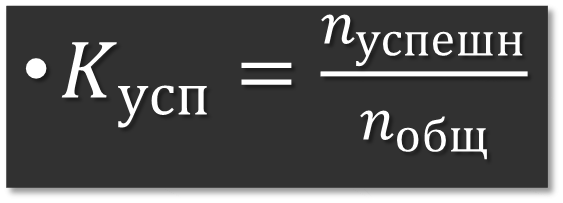 • K_усп = n_успешн / n_общ